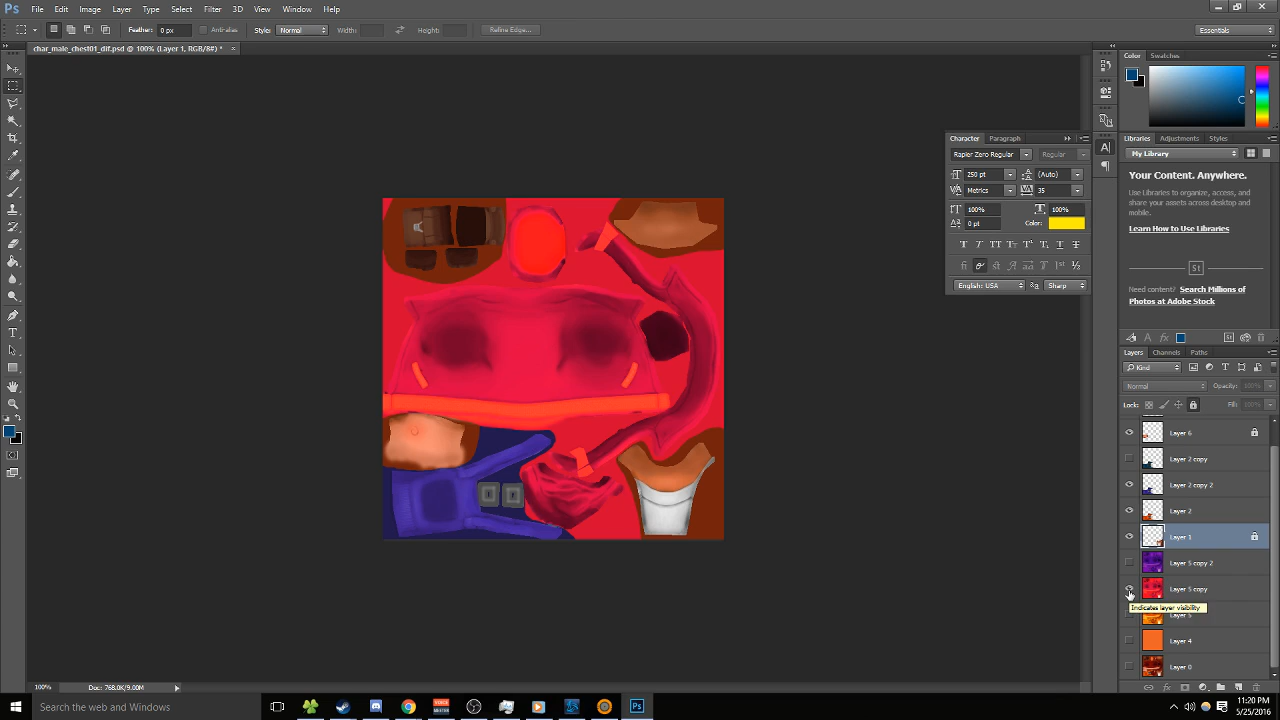 Ps File Edit Image Layer Type Select Filter 3D View Window Help
Feather: 0 px Anti-alias Style: Normal Width: Height: Refine Edge... Essentials
char_male_chest01_dif.psd @ 100% (Layer 1, RGB/8#) * ×
Color Swatches
Character Paragraph
Rapier Zero Regular Regular
250 pt (Auto)
Metrics 35
100% 100%
0 pt Color:
English: USA Sharp
Libraries Adjustments Styles
My Library
Your Content. Anywhere.
Use Libraries to organize, access, and
share your assets across desktop and
mobile.
Learn How to Use Libraries
St
Need content? Search Millions of
Photos at Adobe Stock
Layers Channels Paths
Kind
Normal Opacity: 100%
Lock: Fill: 100%
Layer 6
Layer 2 copy
Layer 2 copy 2
Layer 2
Layer 1
Layer 5 copy 2
Layer 5 copy
Indicates layer visibility
Layer 5
Layer 4
Layer 0
100% Doc: 768.0K/9.00M
Search the web and Windows
11:20 PM
5/25/2016